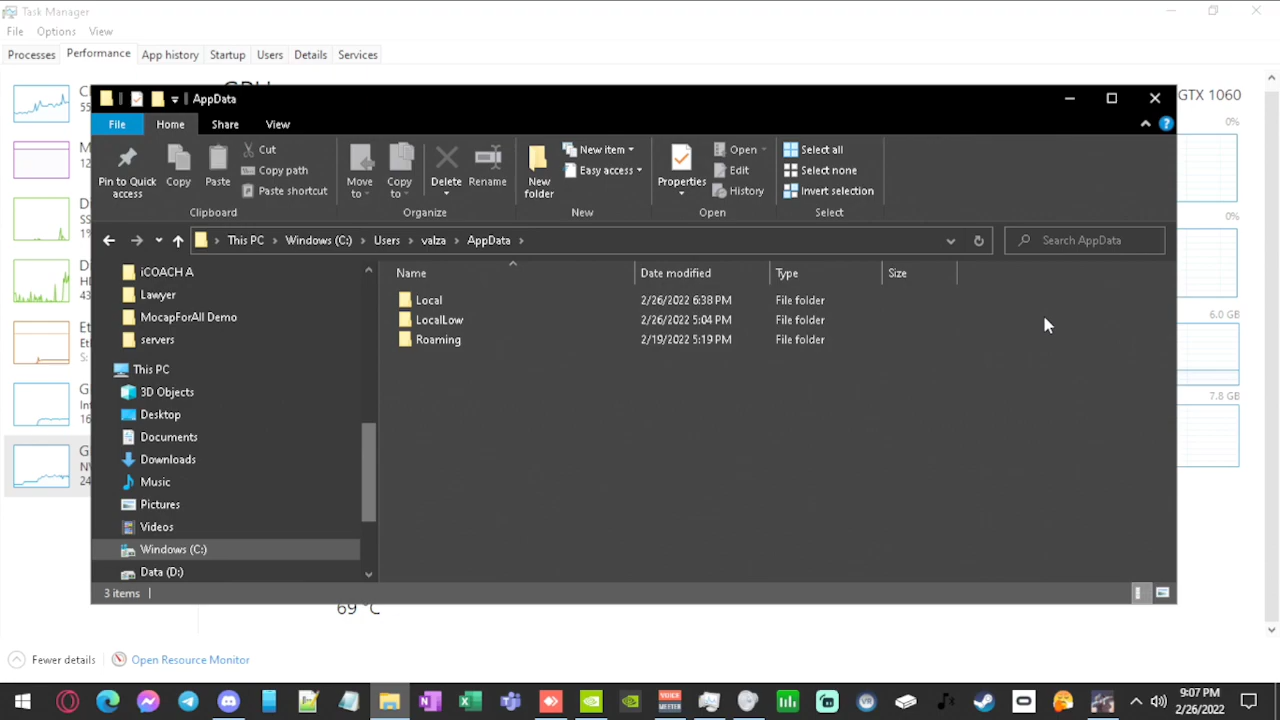 Task Manager
File Options View
Processes Performance App history Startup Users Details Services
AppData
GTX 1060
File Home Share View
0%
Pin to Quick access
Copy
Paste
Cut
Copy path
Paste shortcut
Clipboard
Move to
Copy to
Delete
Rename
Organize
New folder
New item
Easy access
New
Properties
Open
Edit
History
Open
Select all
Select none
Invert selection
Select
0%
This PC Windows (C:) Users valza AppData
Search AppData
Name Date modified Type Size
iCOACH A
Lawyer
MocapForAll Demo
servers
This PC
3D Objects
Desktop
Documents
Downloads
Music
Pictures
Videos
Windows (C:)
Data (D:)
Local 2/26/2022 6:38 PM File folder
LocalLow 2/26/2022 5:04 PM File folder
Roaming 2/19/2022 5:19 PM File folder
6.0 GB
7.8 GB
3 items
69 °C
Fewer details Open Resource Monitor
9:07 PM
2/26/2022